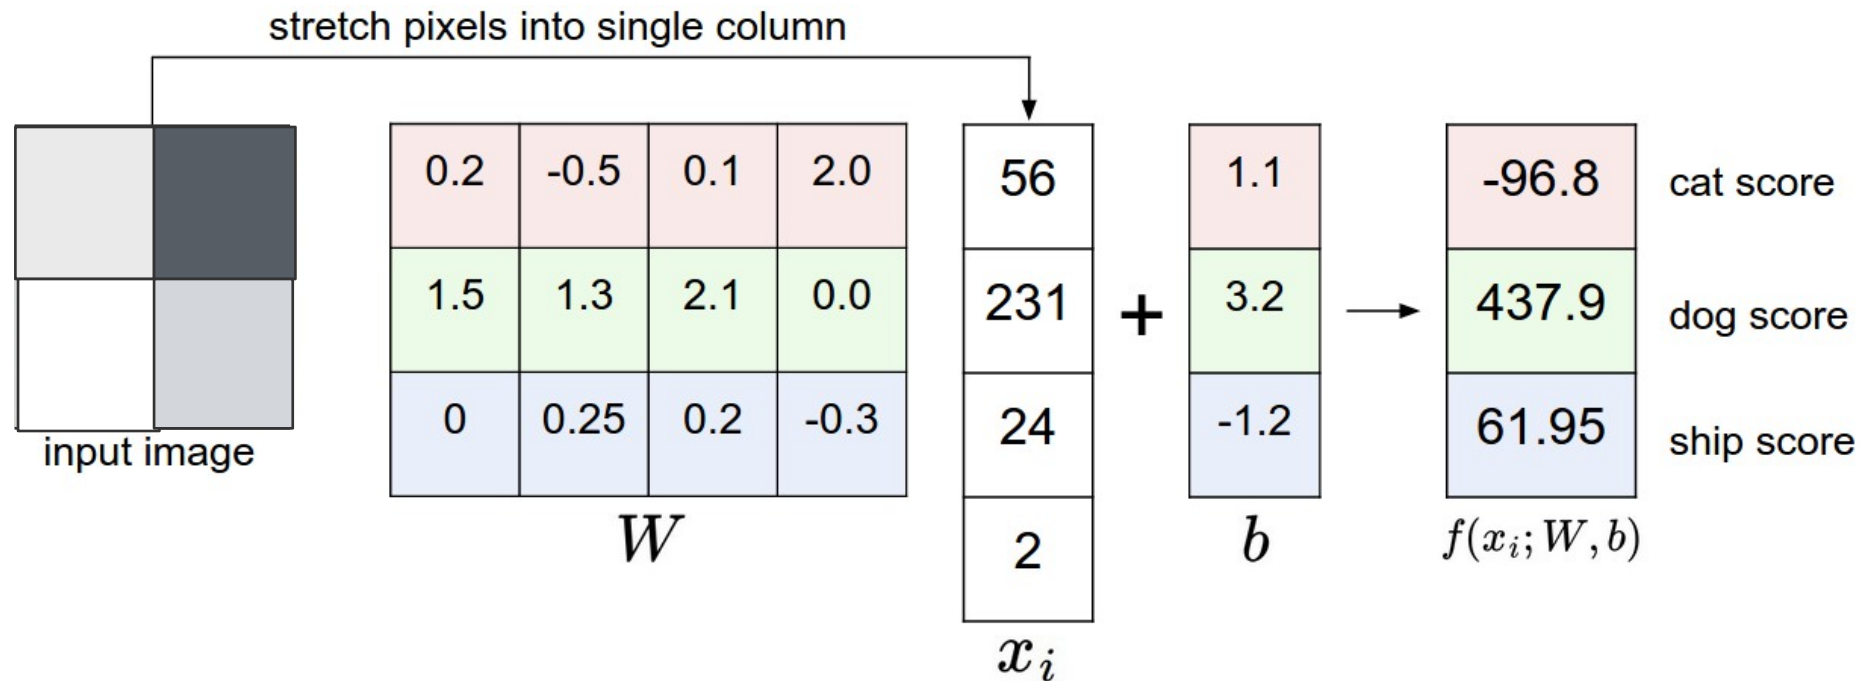 stretch pixels into single column
0.2 -0.5 0.1 2.0 56 1.1 -96.8 cat score
1.5 1.3 2.1 0.0 231 + 3.2 437.9 dog score
0 0.25 0.2 -0.3 24 -1.2 61.95 ship score
input image
2
W b f(x_i; W, b)
x_i